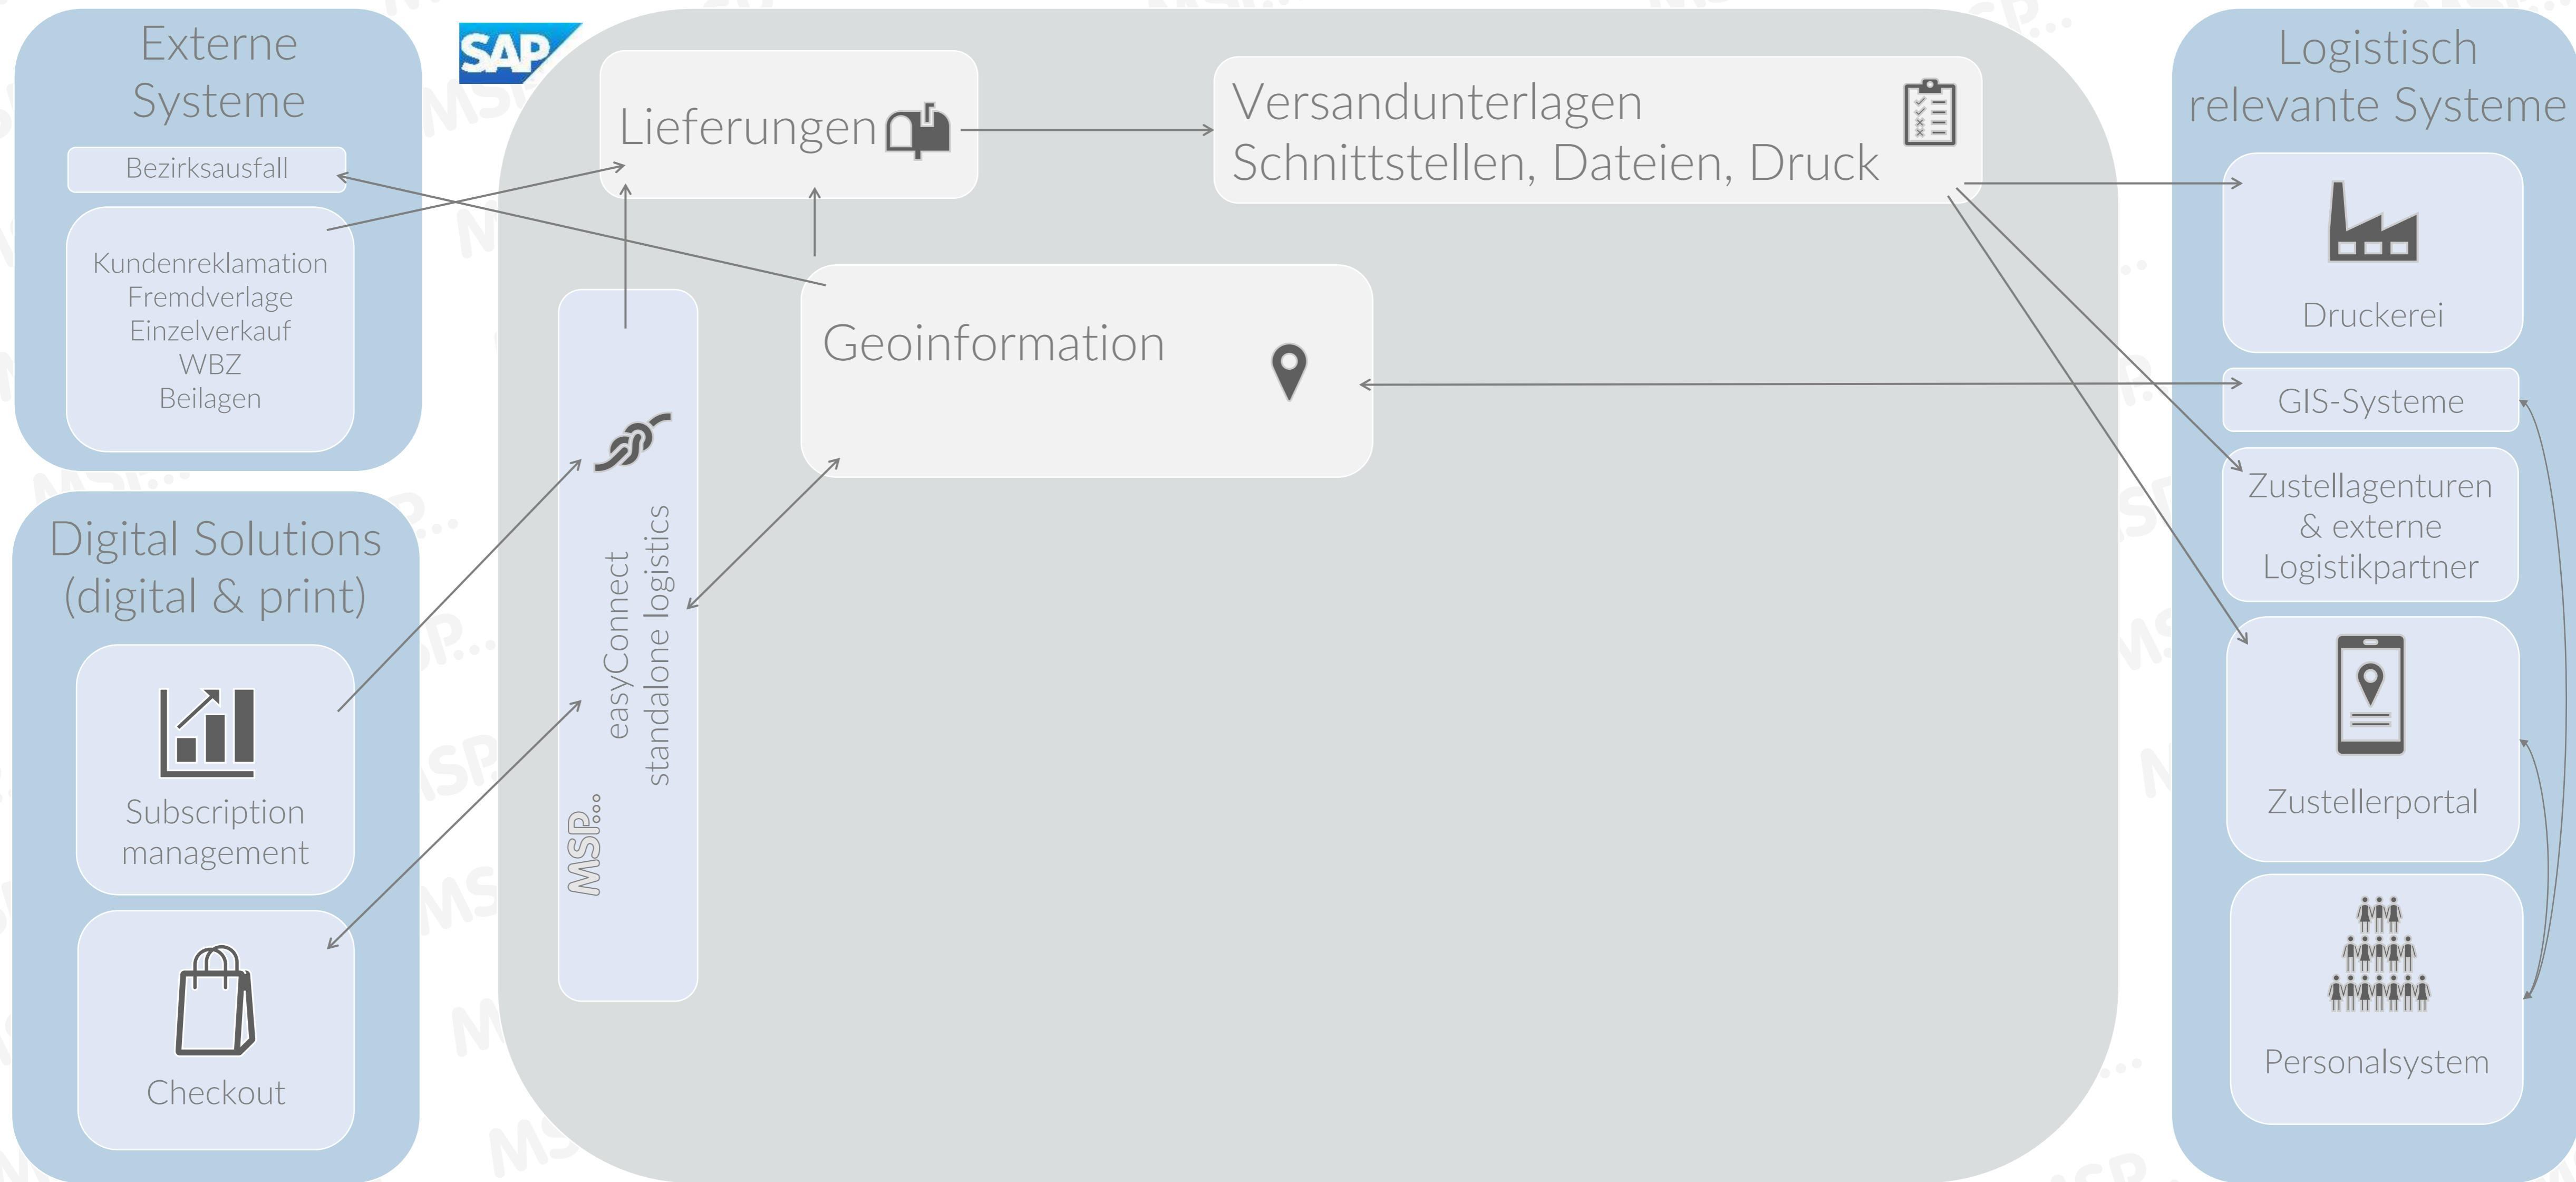 Externe
Systeme
Bezirksausfall
Kundenreklamation
Fremdverlage
Einzelverkauf
WBZ
Beilagen
Digital Solutions
(digital & print)
Subscription
management
Checkout
SAP
Lieferungen
Versandunterlagen
Schnittstellen, Dateien, Druck
Geoinformation
easyConnect
standalone logistics
MSP...
Logistisch
relevante Systeme
Druckerei
GIS-Systeme
Zustellagenturen
& externe
Logistikpartner
Zustellerportal
Personalsystem